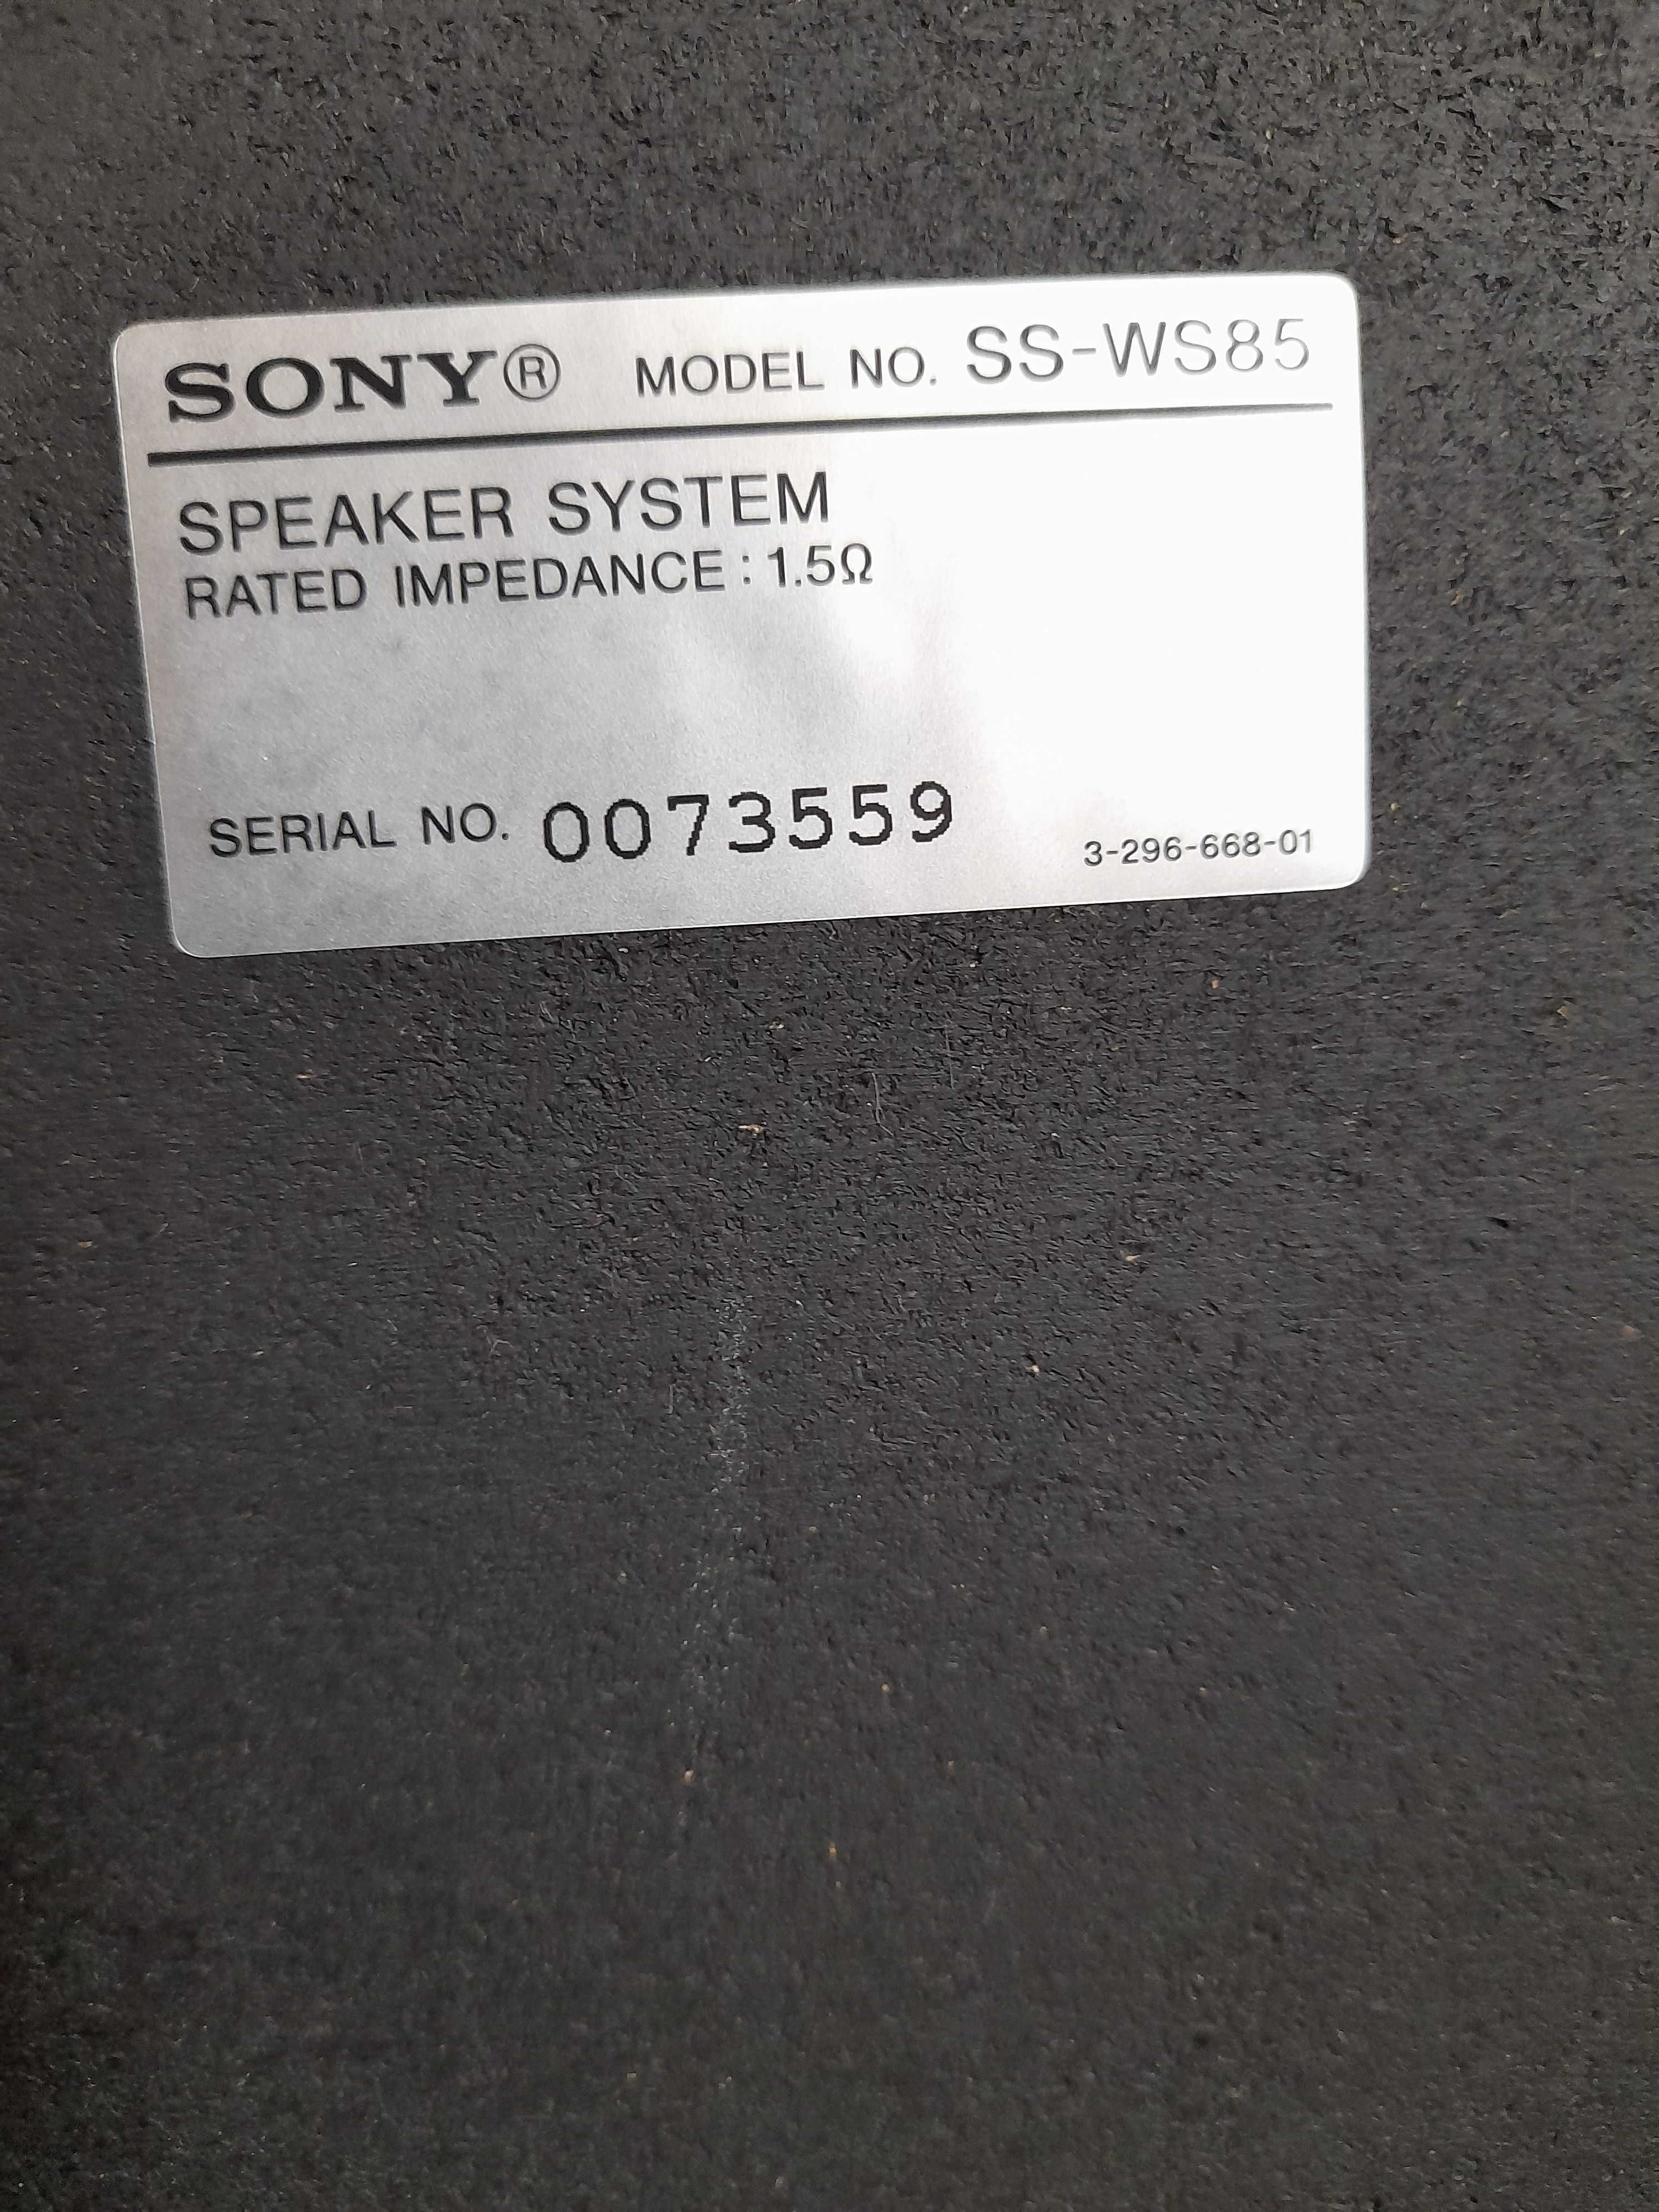 SONY® MODEL NO. SS-WS85
SPEAKER SYSTEM
RATED IMPEDANCE : 1.5Ω
SERIAL NO. 0073559
3-296-668-01